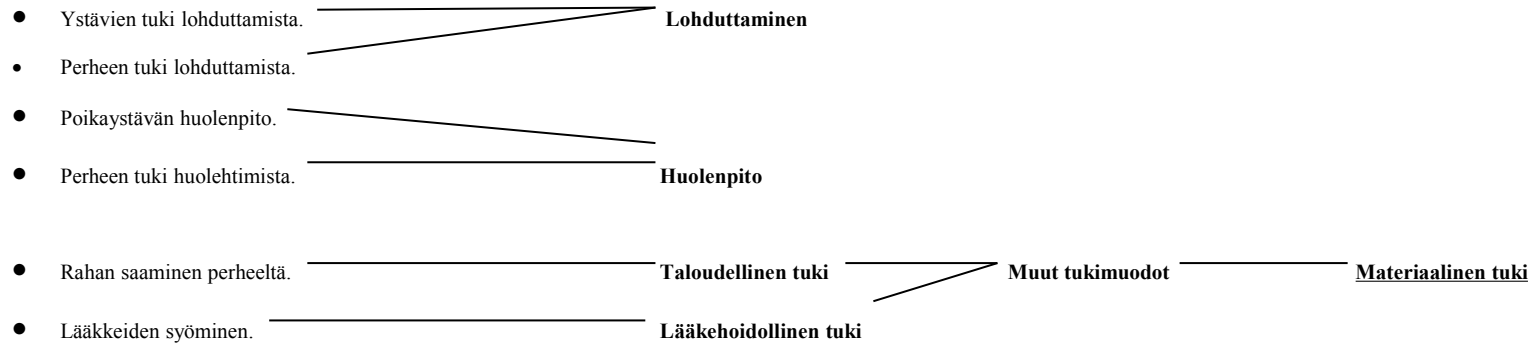 • Ystävien tuki lohduttamista. Lohduttaminen
• Perheen tuki lohduttamista.
• Poikaystävän huolenpito.
• Perheen tuki huolehtimista. Huolenpito
• Rahan saaminen perheeltä. Taloudellinen tuki Muut tukimuodot Materiaalinen tuki
• Lääkkeiden syöminen. Lääkehoidollinen tuki